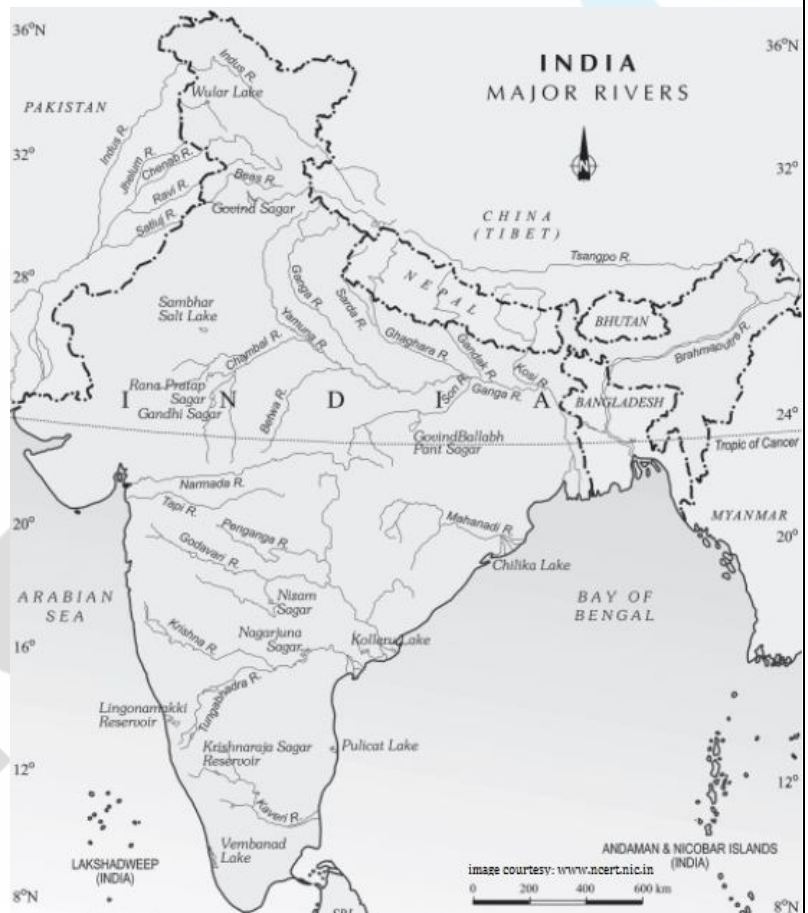 36°N
36°N
INDIA
MAJOR RIVERS
Indus R.
Wular Lake
PAKISTAN
N
32°
32°
Indus R.
Jhelum R.
Chenab R.
Ravi R.
Beas R.
Satluj R.
Govind Sagar
CHINA
(TIBET)
Tsangpo R.
28°
28°
NEPAL
Ganga R.
Sarda R.
Sambhar
Salt Lake
Yamuna R.
Ghaghara R.
BHUTAN
Brahmaputra R.
Chambal R.
Gandak R.
Kosi R.
Rana Pratap
Sagar
Gandhi Sagar
INDIA
Betwa R.
Son R.
Ganga R.
BANGLADESH
24°
24°
GovindBallabh
Pant Sagar
Tropic of Cancer
Narmada R.
Tapi R.
20°
20°
Penganga R.
Mahanadi R.
MYANMAR
Godavari R.
Chilika Lake
ARABIAN
SEA
BAY OF
BENGAL
Nizam
Sagar
16°
16°
Krishna R.
Nagarjuna
Sagar
Kolleru Lake
Tungabhadra R.
Lingonamakki
Reservoir
Krishnaraja Sagar
Reservoir
Pulicat Lake
12°
12°
Kaveri R.
Vembanad
Lake
LAKSHADWEEP
(INDIA)
ANDAMAN & NICOBAR ISLANDS
(INDIA)
image courtesy: www.ncert.nic.in
0 200 400 600 km
8°N
8°N
SRI